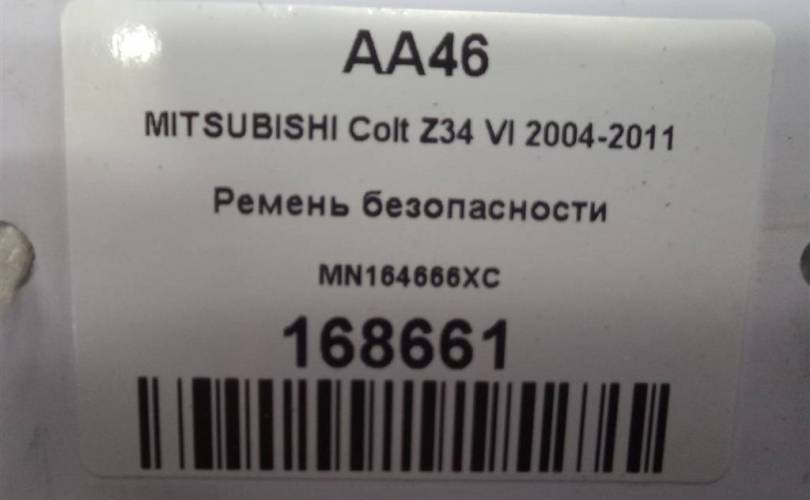 AA46
MITSUBISHI Colt Z34 VI 2004-2011
Ремень безопасности
MN164666XC
168661